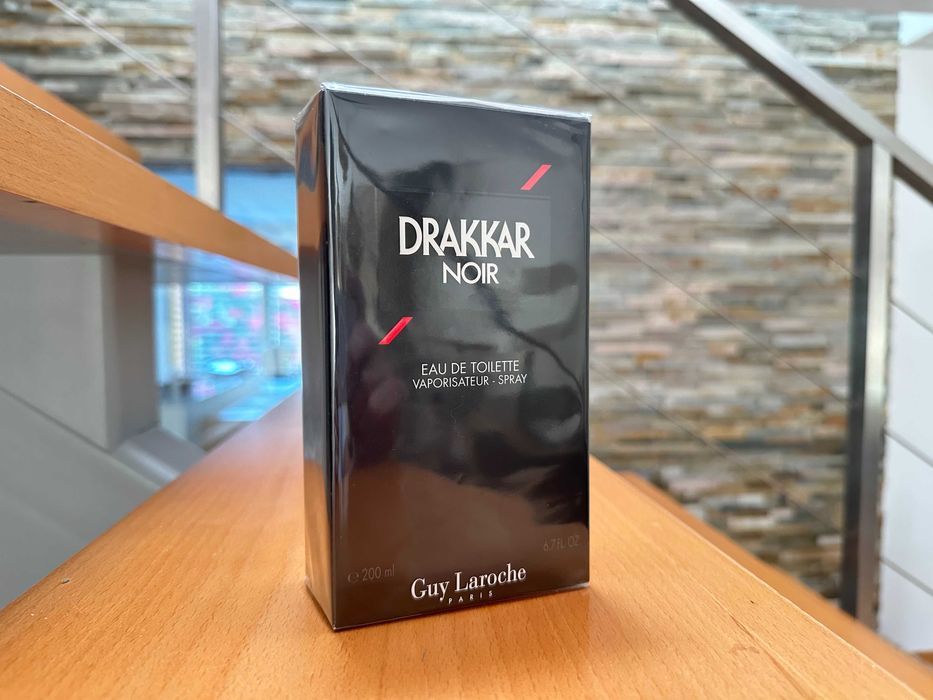 DRAKKAR
NOIR
EAU DE TOILETTE
VAPORISATEUR - SPRAY
6.7 FL. OZ.
℮ 200 ml
Guy Laroche
PARIS